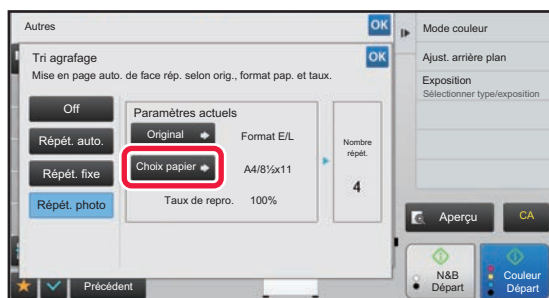 Autres
OK
Tri agrafage
OK
Mise en page auto. de face rép. selon orig., format pap. et taux.
Off
Répét. auto.
Répét. fixe
Répét. photo
Paramètres actuels
Original
Format E/L
Choix papier
A4/8½x11
Taux de repro. 100%
Nombre
répét.
4
Précédent
Mode couleur
Ajust. arrière plan
Exposition
Sélectionner type/exposition
Aperçu
CA
N&B
Départ
Couleur
Départ